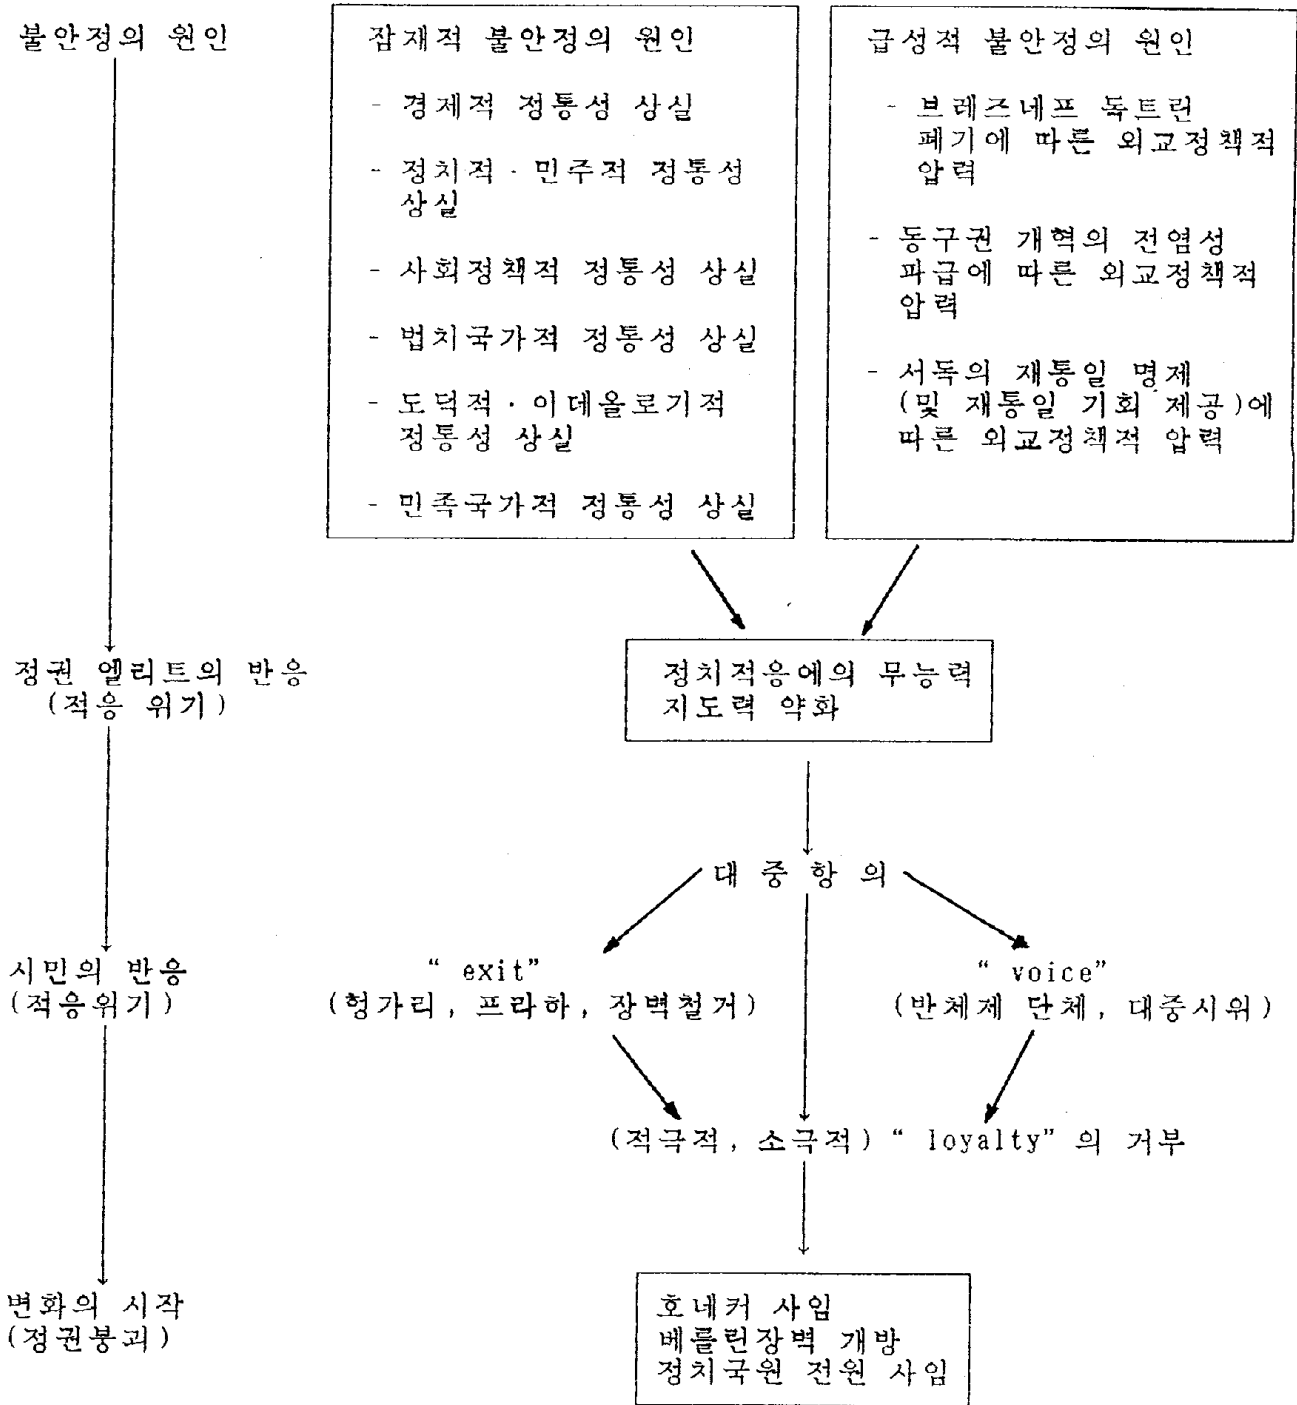 불안정의 원인
잠재적 불안정의 원인
- 경제적 정통성 상실
- 정치적·민주적 정통성
상실
- 사회정책적 정통성 상실
- 법치국가적 정통성 상실
- 도덕적·이데올로기적
정통성 상실
- 민족국가적 정통성 상실
급성적 불안정의 원인
- 브레즈네프 독트린
폐기에 따른 외교정책적
압력
- 동구권 개혁의 전염성
파급에 따른 외교정책적
압력
- 서독의 재통일 명제
(및 재통일 기회 제공)에
따른 외교정책적 압력
정권 엘리트의 반응
(적응 위기)
정치적응에의 무능력
지도력 약화
대 중 항 의
시민의 반응
(적응위기)
“ exit”
(헝가리, 프라하, 장벽철거)
“ voice”
(반체제 단체, 대중시위)
(적극적, 소극적) “ loyalty” 의 거부
변화의 시작
(정권붕괴)
호네커 사임
베를린장벽 개방
정치국원 전원 사임